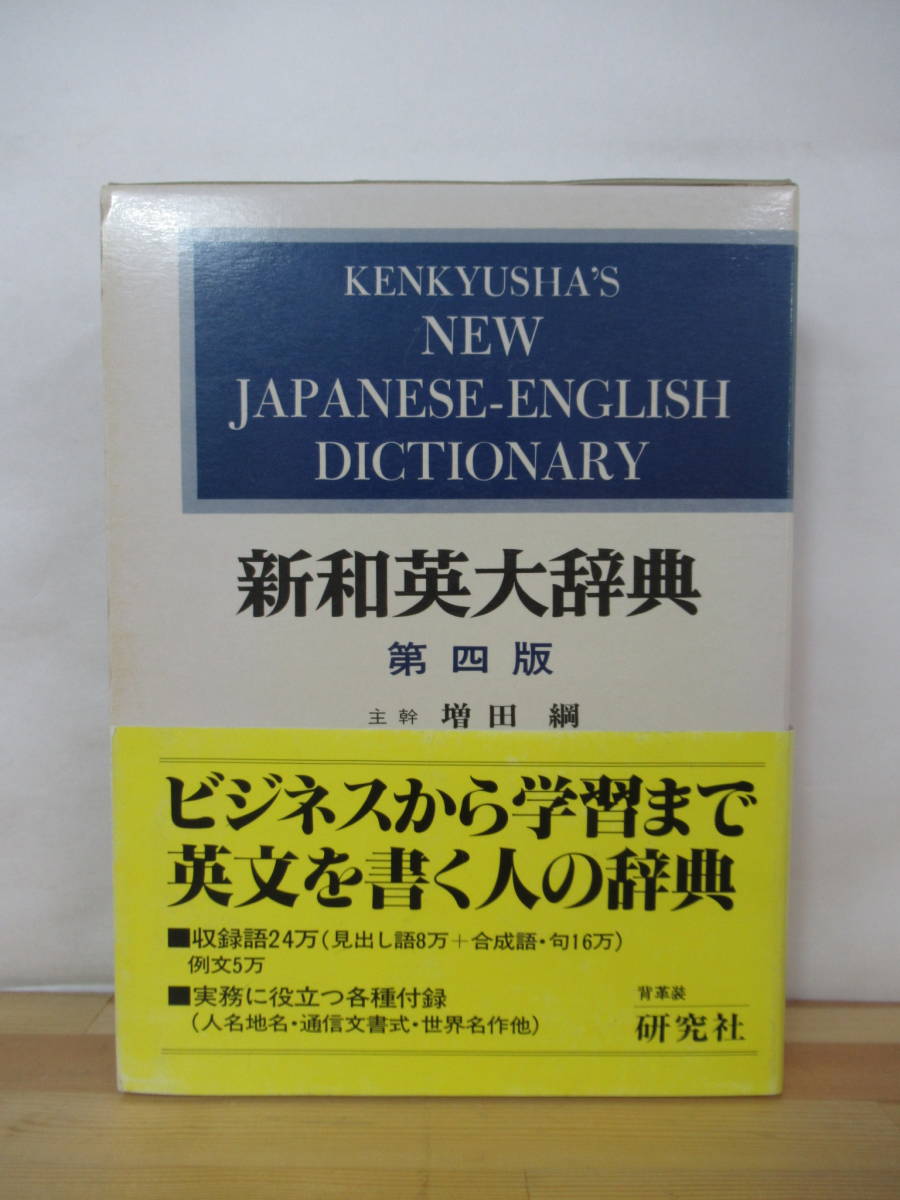 KENKYUSHA'S
NEW
JAPANESE-ENGLISH
DICTIONARY
新和英大辞典
第四版
主幹 増田 綱
ビジネスから学習まで
英文を書く人の辞典
■収録語24万(見出し語8万+合成語・句16万)
例文5万
■実務に役立つ各種付録
(人名地名・通信文書式・世界名作他)
背革装
研究社